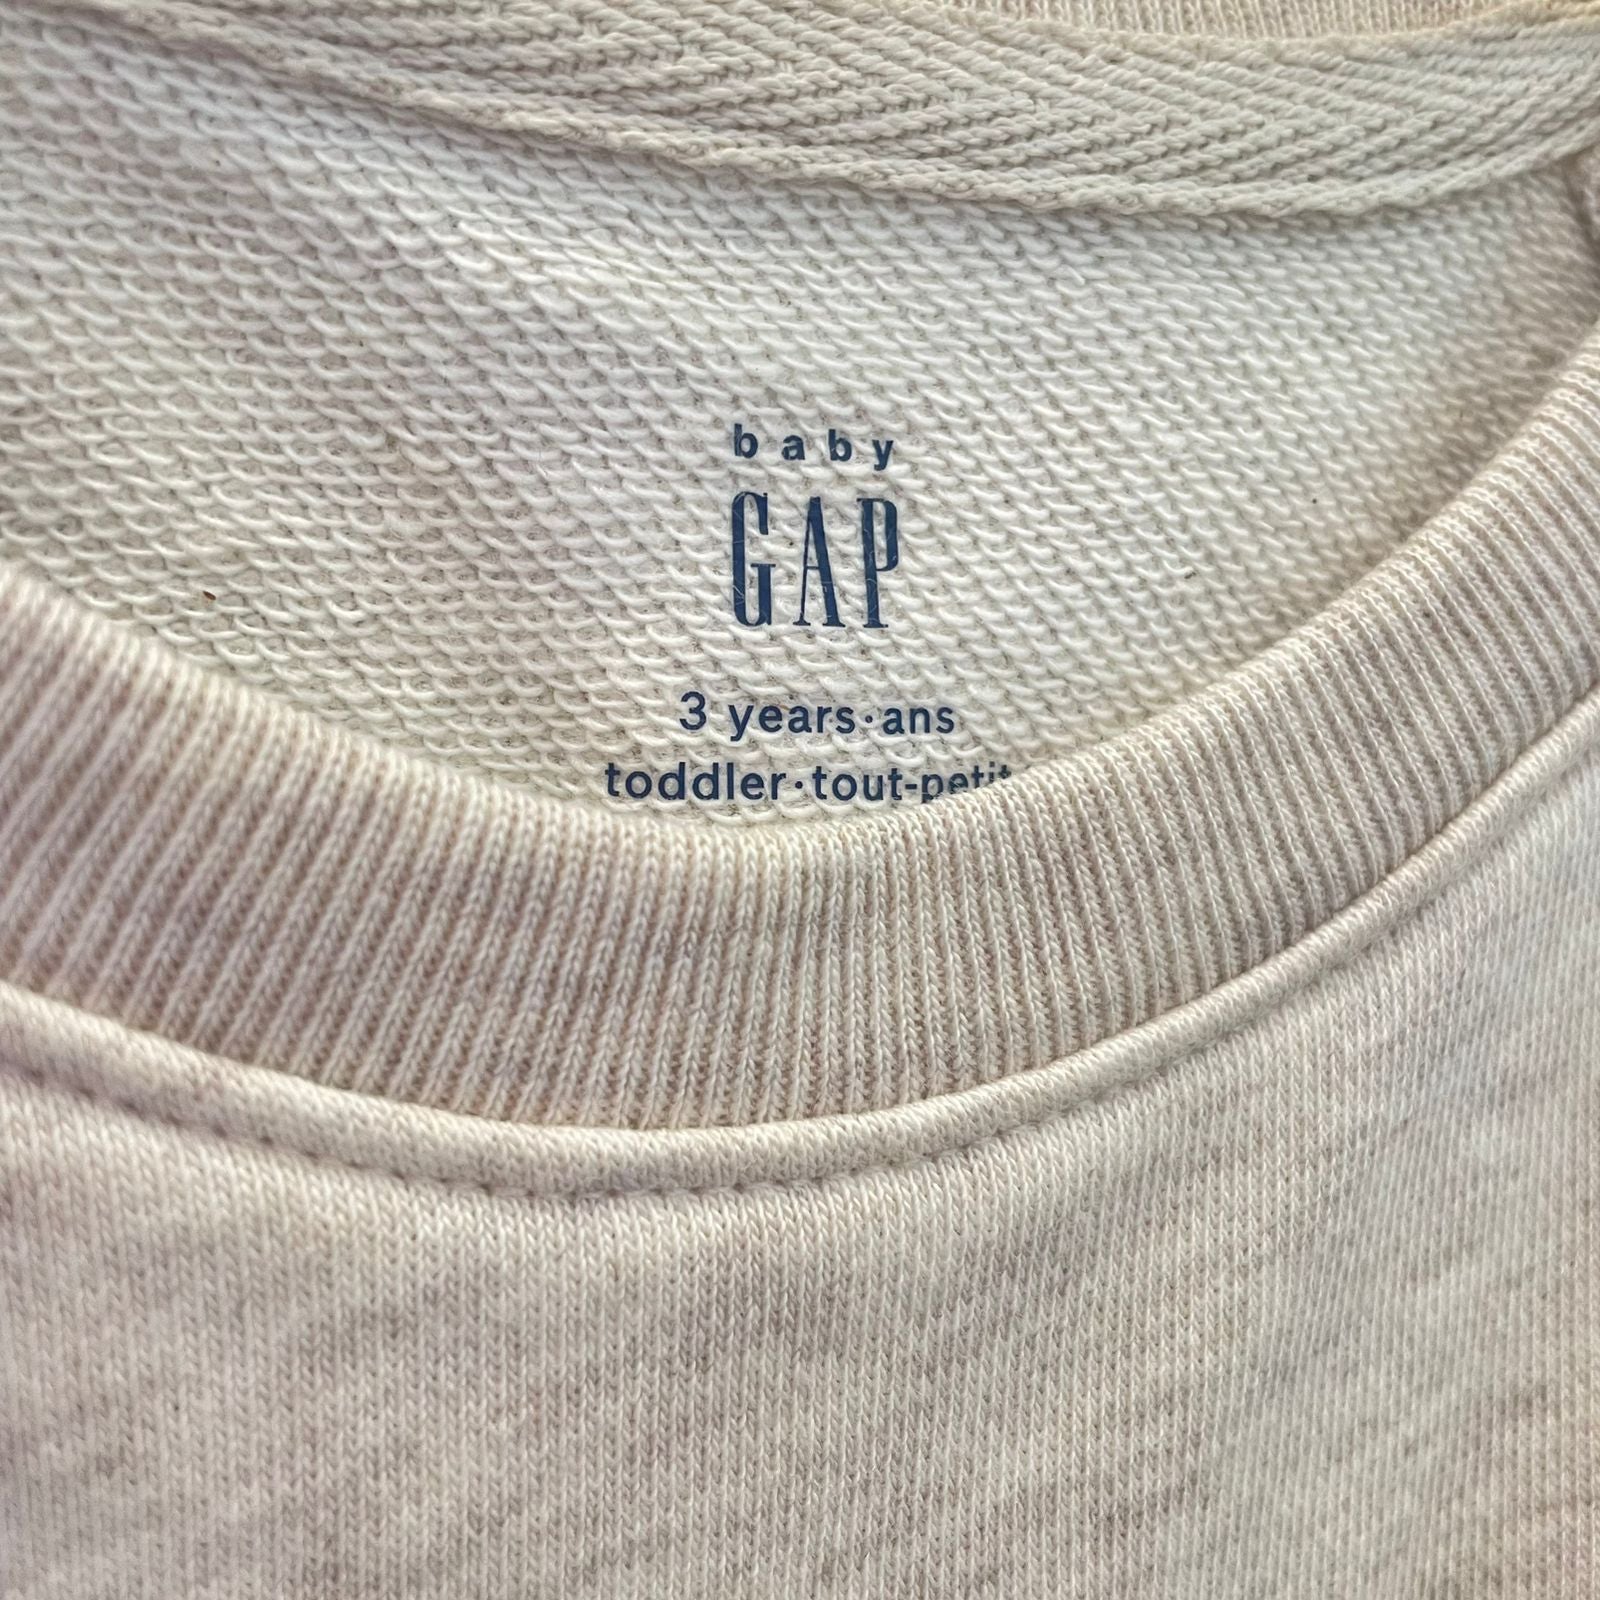 baby
GAP
3 years·ans
toddler·tout-petit